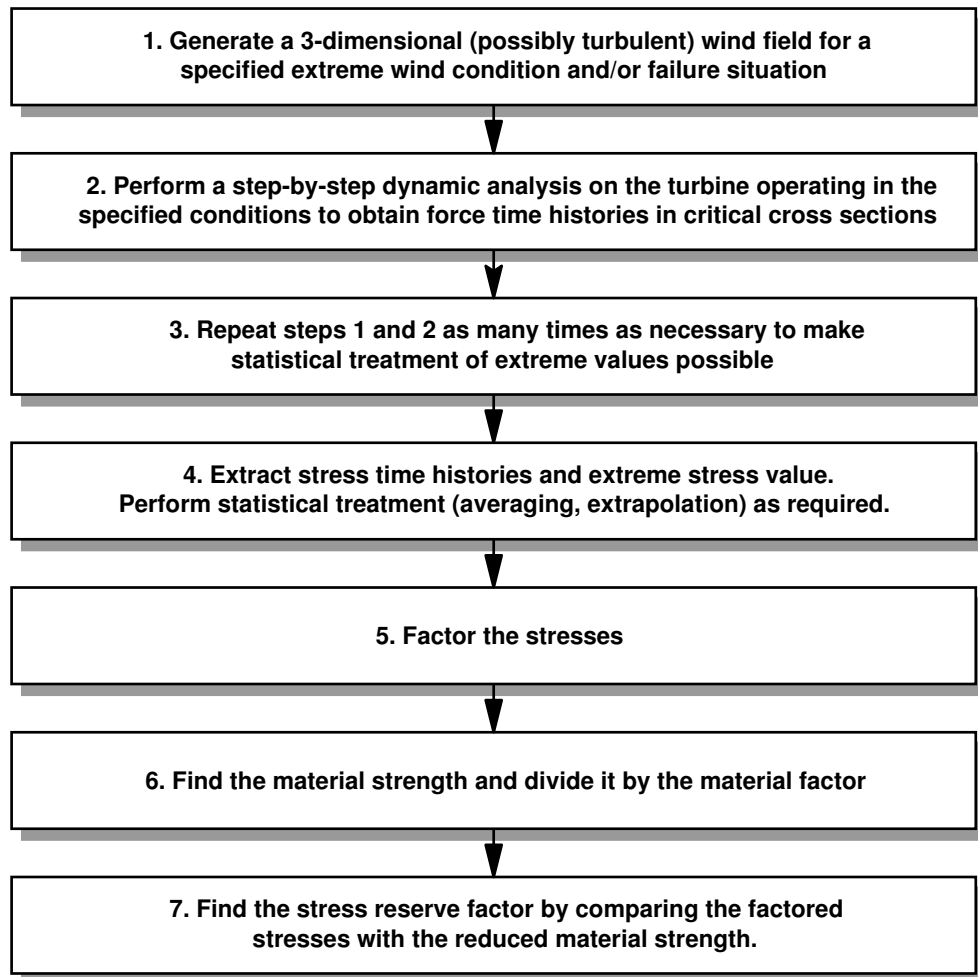 1. Generate a 3-dimensional (possibly turbulent) wind field for a
specified extreme wind condition and/or failure situation
2. Perform a step-by-step dynamic analysis on the turbine operating in the
specified conditions to obtain force time histories in critical cross sections
3. Repeat steps 1 and 2 as many times as necessary to make
statistical treatment of extreme values possible
4. Extract stress time histories and extreme stress value.
Perform statistical treatment (averaging, extrapolation) as required.
5. Factor the stresses
6. Find the material strength and divide it by the material factor
7. Find the stress reserve factor by comparing the factored
stresses with the reduced material strength.